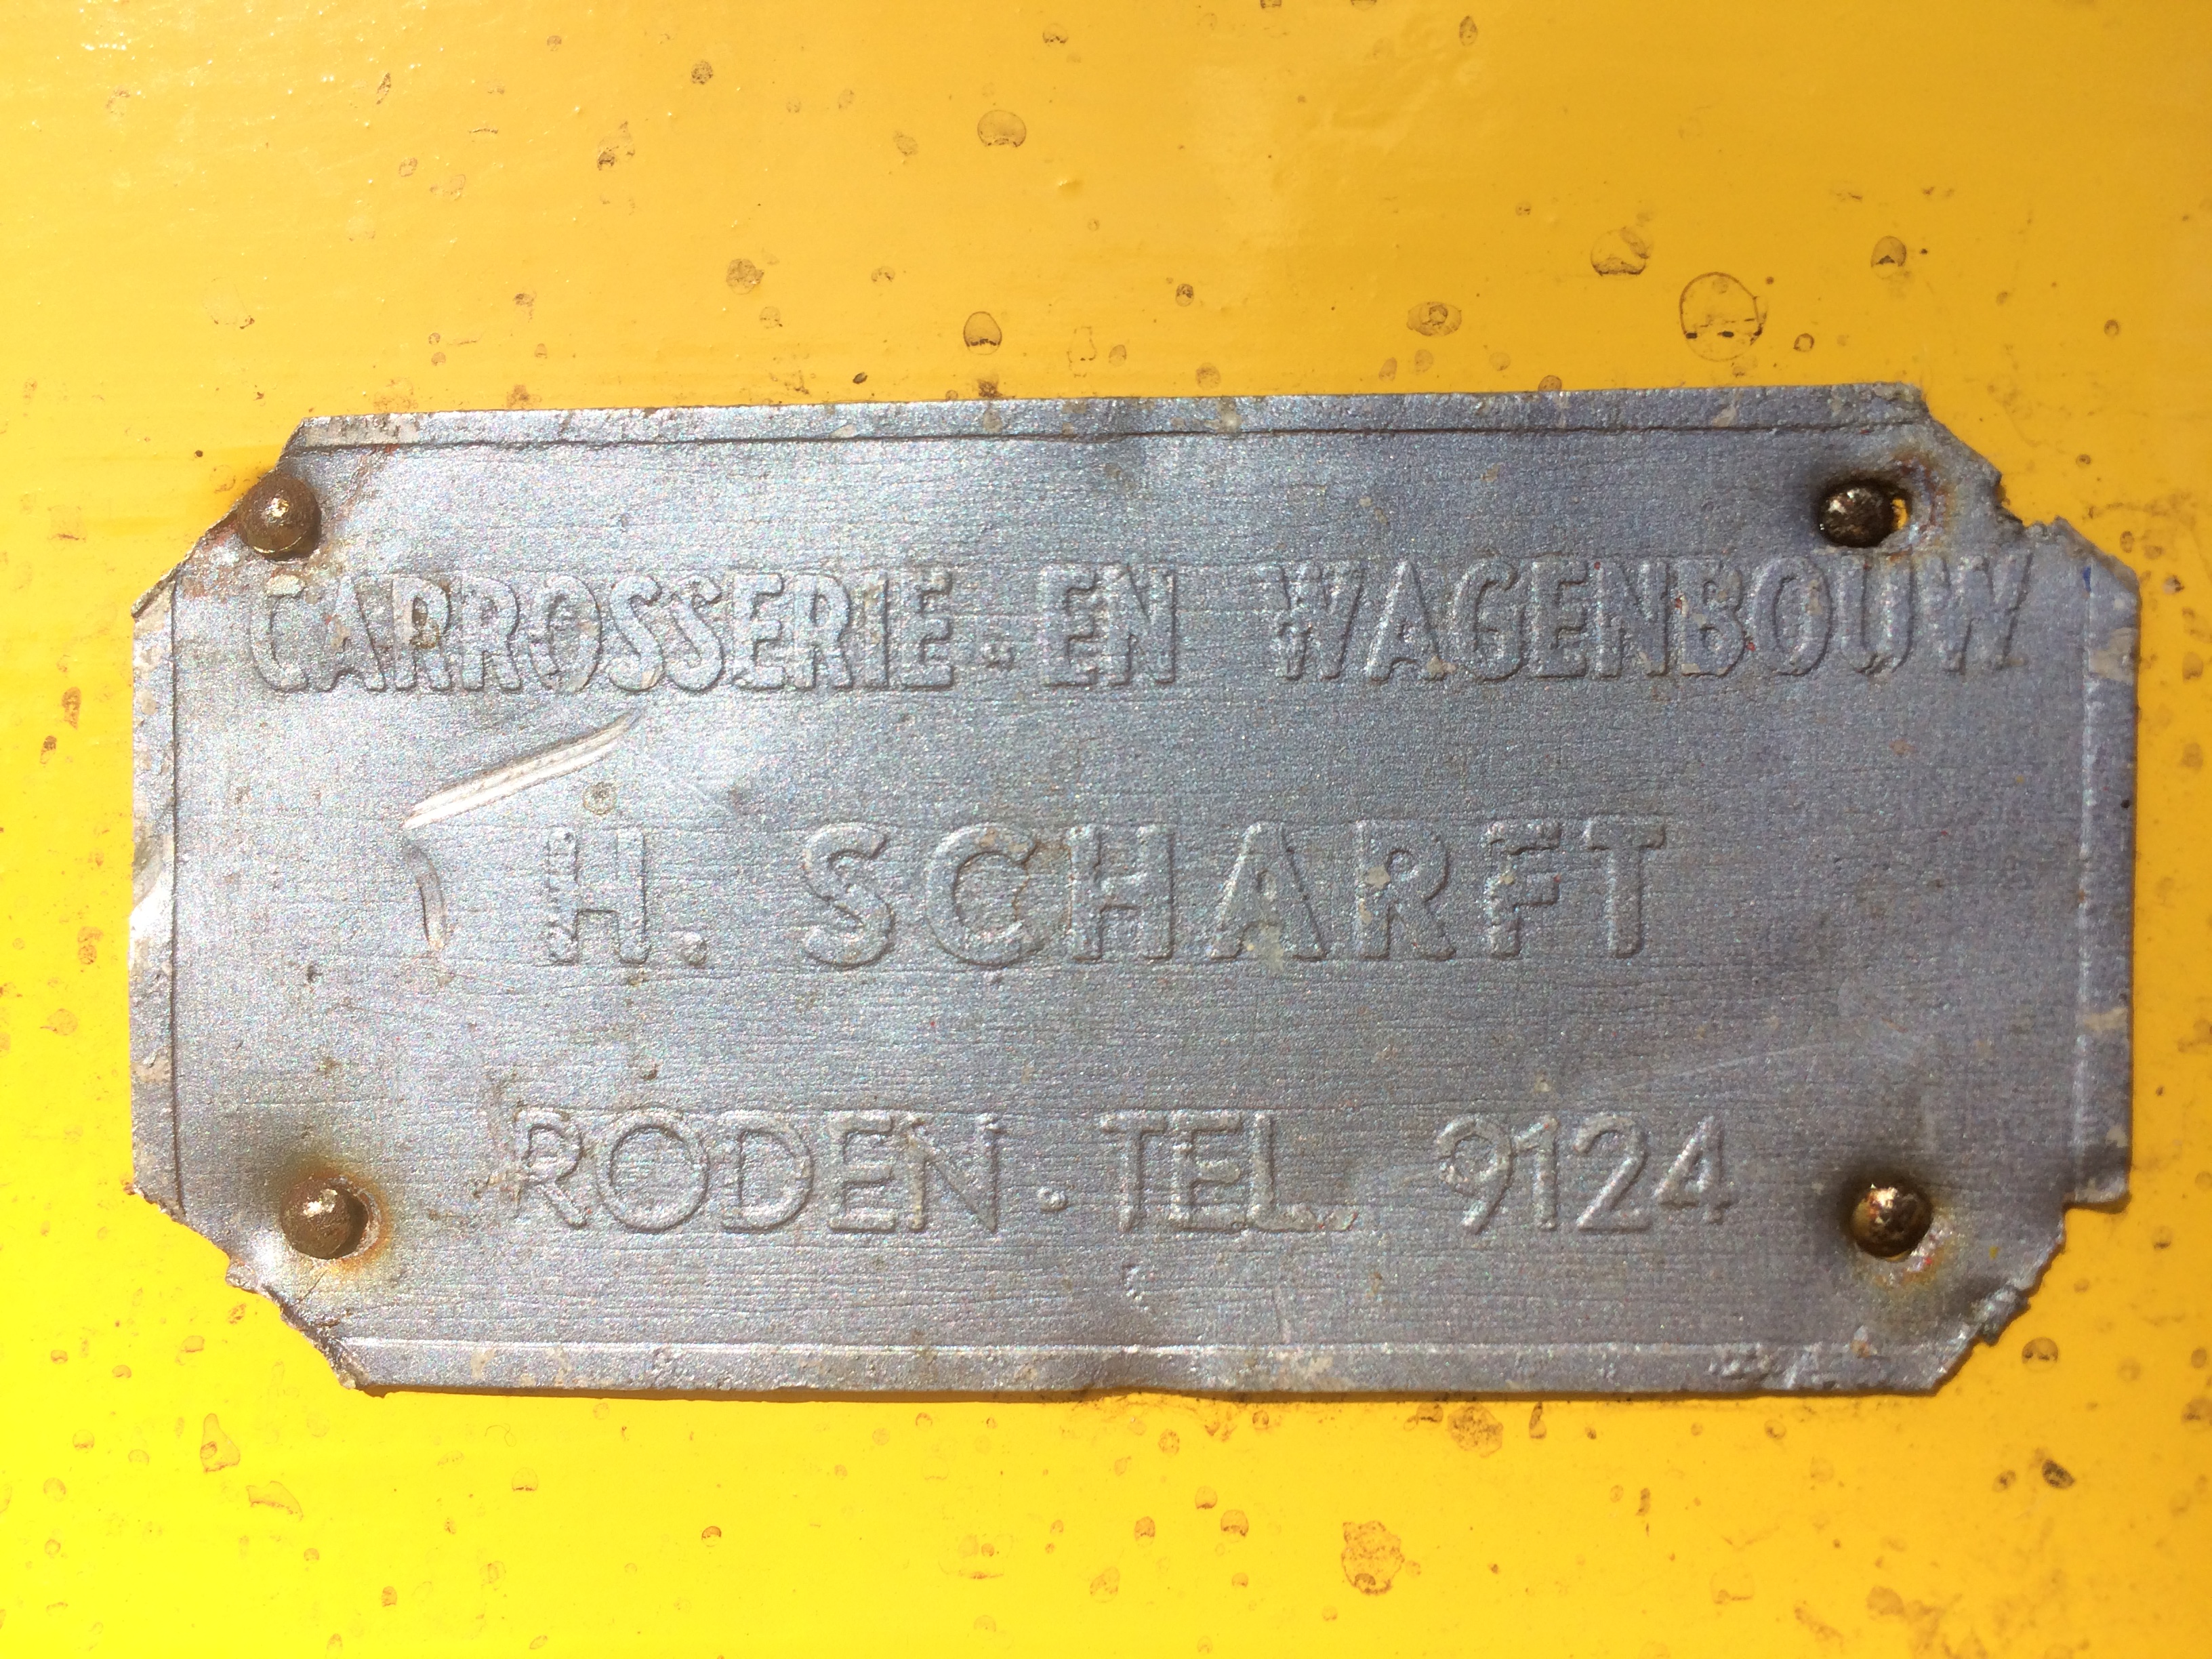 CARROSSERIE · EN WAGENBOUW
H. SCHARFT
RODEN · TEL. 9124